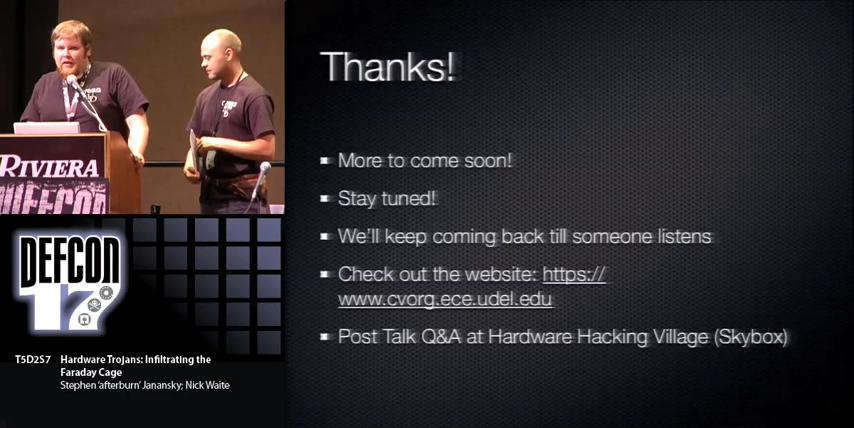 RIVIERA
DEFCON
DEFCON
17
T5D2S7 Hardware Trojans: Infiltrating the
Faraday Cage
Stephen 'afterburn' Janansky; Nick Waite
Thanks!
More to come soon!
Stay tuned!
We'll keep coming back till someone listens
Check out the website: https://
www.cvorg.ece.udel.edu
Post Talk Q&A at Hardware Hacking Village (Skybox)